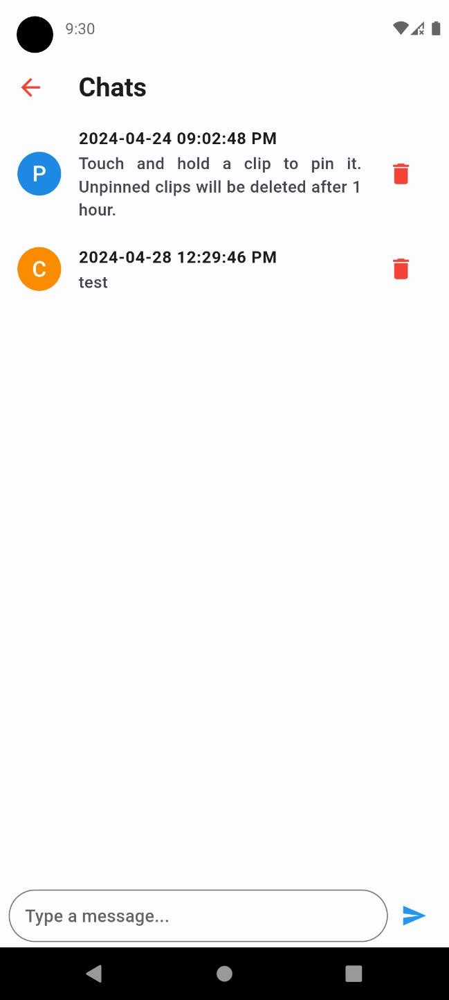 9:30
Chats
2024-04-24 09:02:48 PM
P
Touch and hold a clip to pin it.
Unpinned clips will be deleted after 1
hour.
2024-04-28 12:29:46 PM
C
test
Type a message...